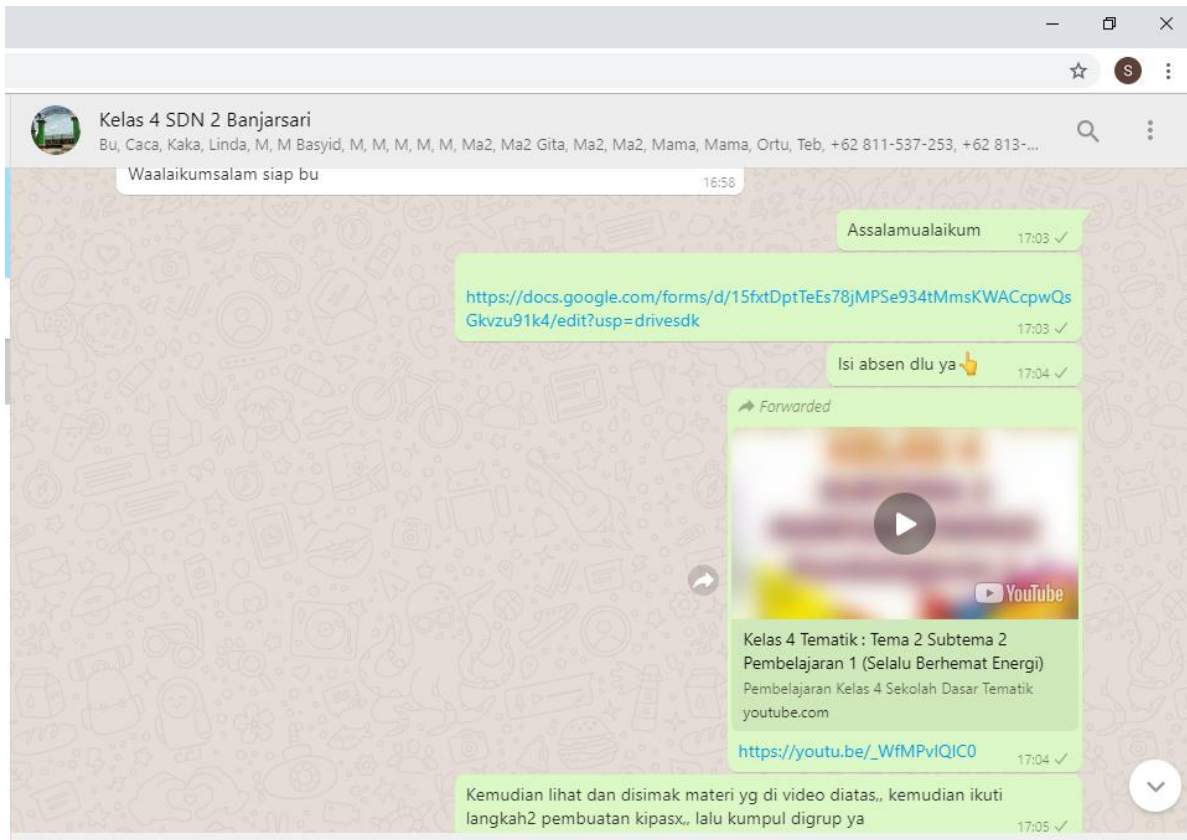 S
Kelas 4 SDN 2 Banjarsari
Bu, Caca, Kaka, Linda, M, M Basyid, M, M, M, M, M, Ma2, Ma2 Gita, Ma2, Ma2, Mama, Mama, Ortu, Teb, +62 811-537-253, +62 813-...
Waalaikumsalam siap bu
16:58
Assalamualaikum
17:03
https://docs.google.com/forms/d/15fxtDptTeEs78jMPSe934tMmsKWACcpwQs
Gkvzu91k4/edit?usp=drivesdk
17:03
Isi absen dlu ya👆
17:04
Forwarded
YouTube
Kelas 4 Tematik : Tema 2 Subtema 2
Pembelajaran 1 (Selalu Berhemat Energi)
Pembelajaran Kelas 4 Sekolah Dasar Tematik
youtube.com
https://youtu.be/_WfMPvIQIC0
17:04
Kemudian lihat dan disimak materi yg di video diatas,, kemudian ikuti
langkah2 pembuatan kipasx,, lalu kumpul digrup ya
17:05